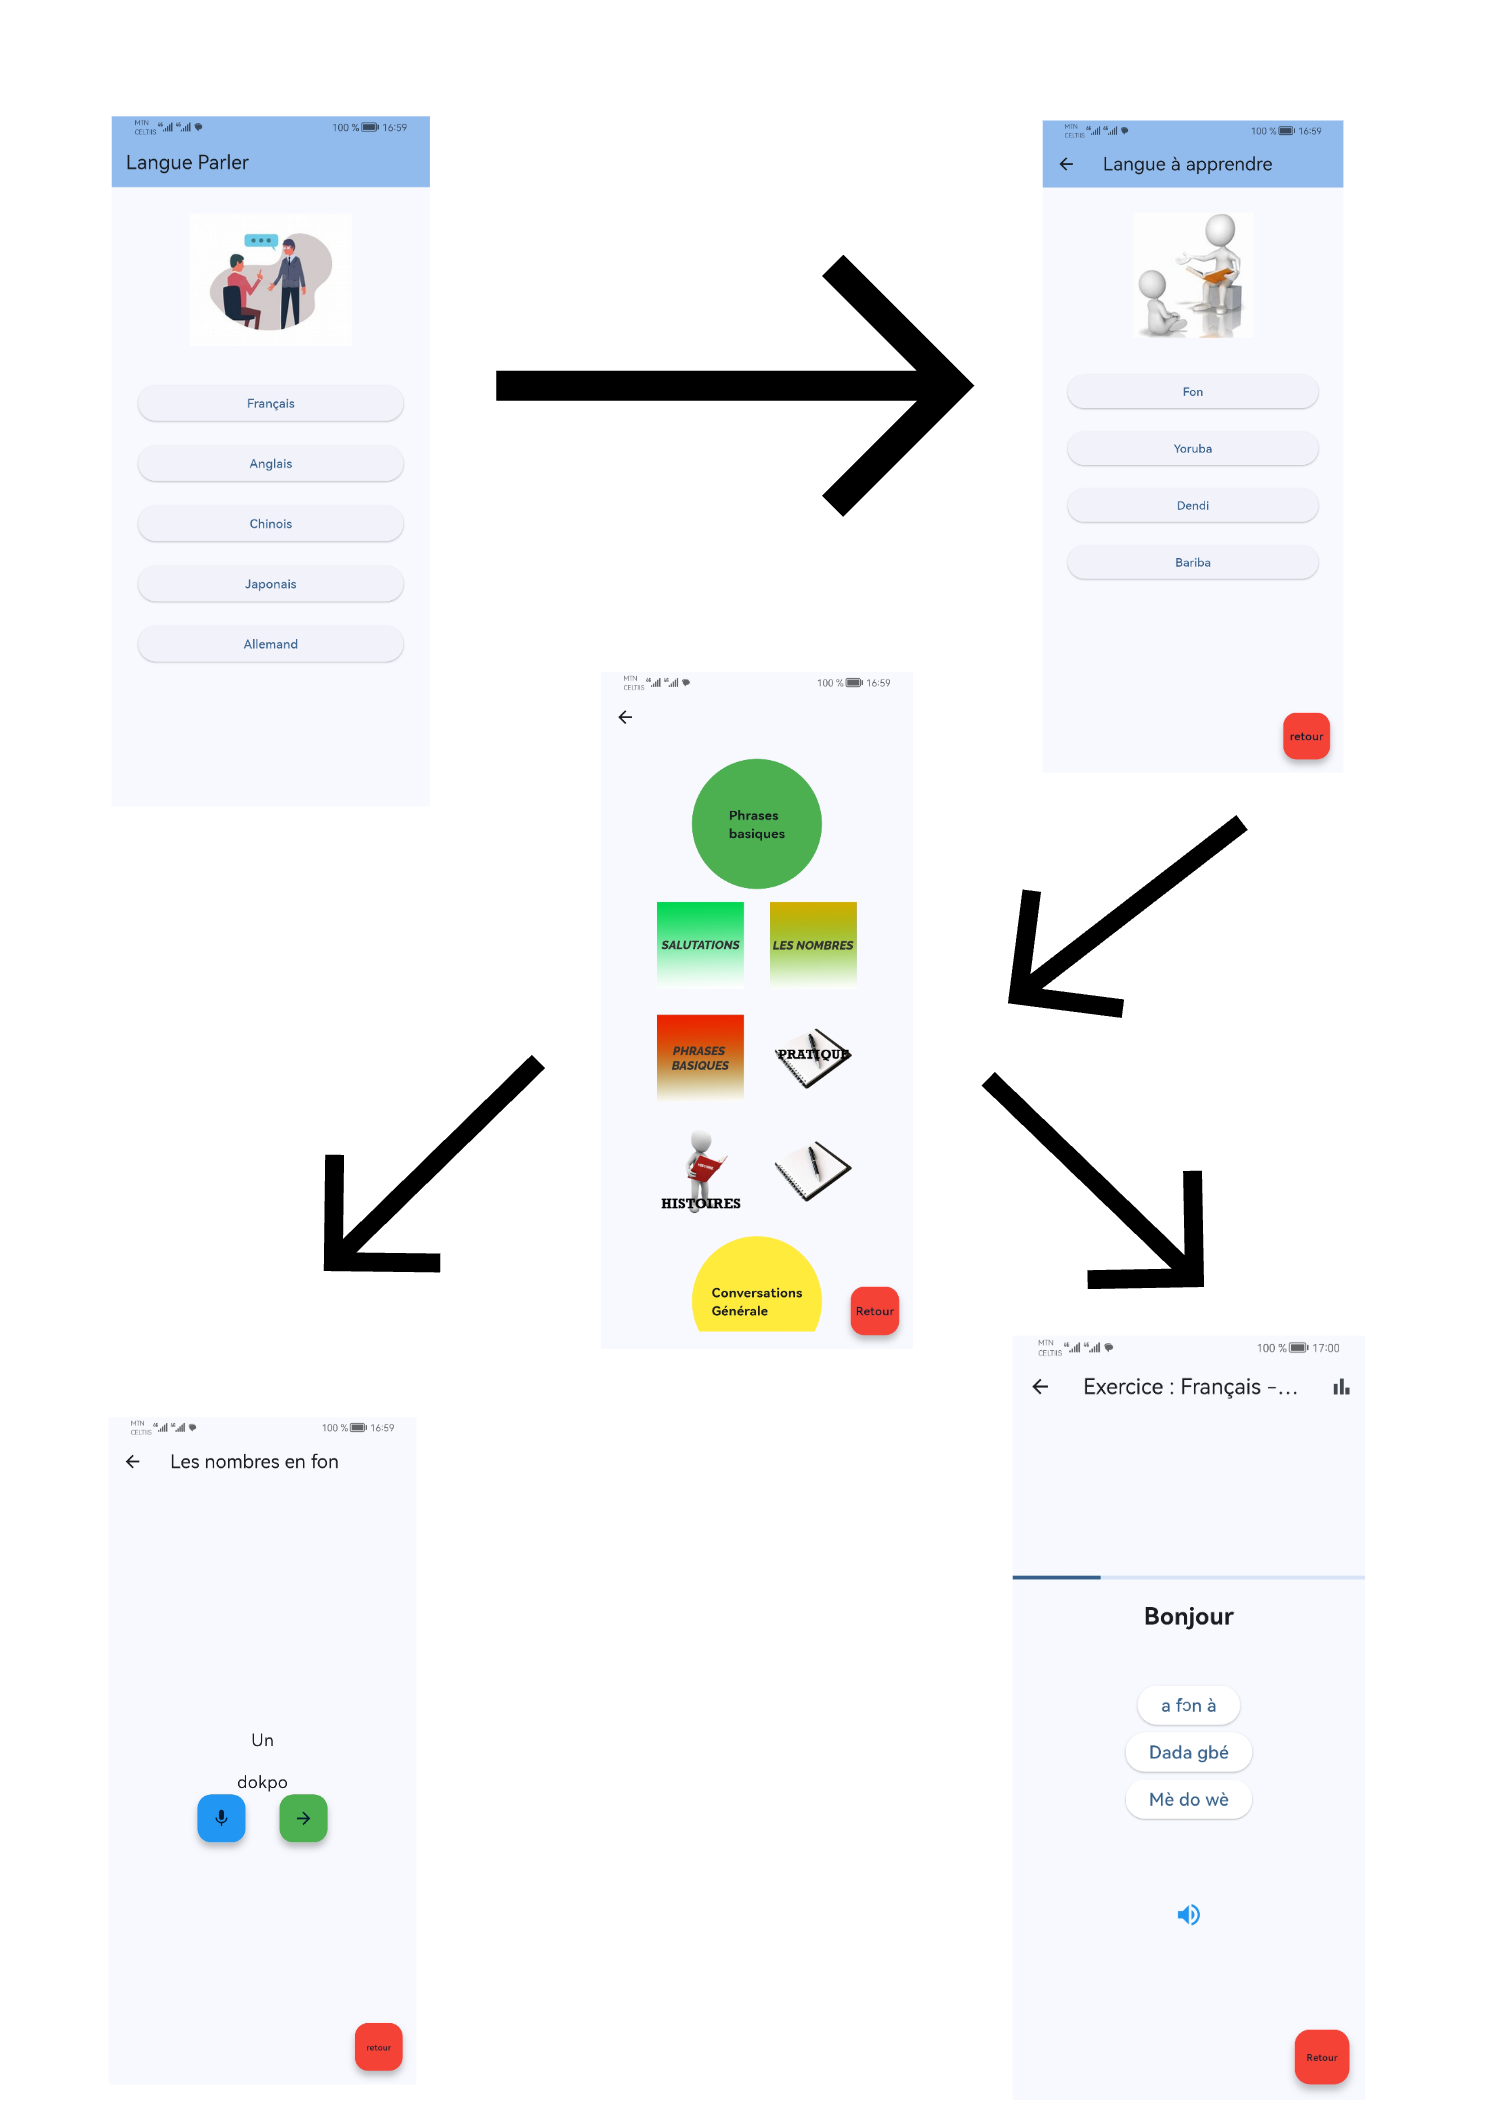 MTN
CELTIIS
100 % 16:59
Langue Parler
Français
Anglais
Chinois
Japonais
Allemand
MTN
CELTIIS
100 % 16:59
Langue à apprendre
Fon
Yoruba
Dendi
Bariba
retour
MTN
CELTIIS
100 % 16:59
Phrases
basiques
SALUTATIONS
LES NOMBRES
PHRASES
BASIQUES
PRATIQUE
HISTOIRES
Conversations
Générale
Retour
MTN
CELTIIS
100 % 16:59
Les nombres en fon
Un
dokpo
retour
MTN
CELTIIS
100 % 17:00
Exercice : Français –...
Bonjour
a fɔn à
Dada gbé
Mè do wè
Retour